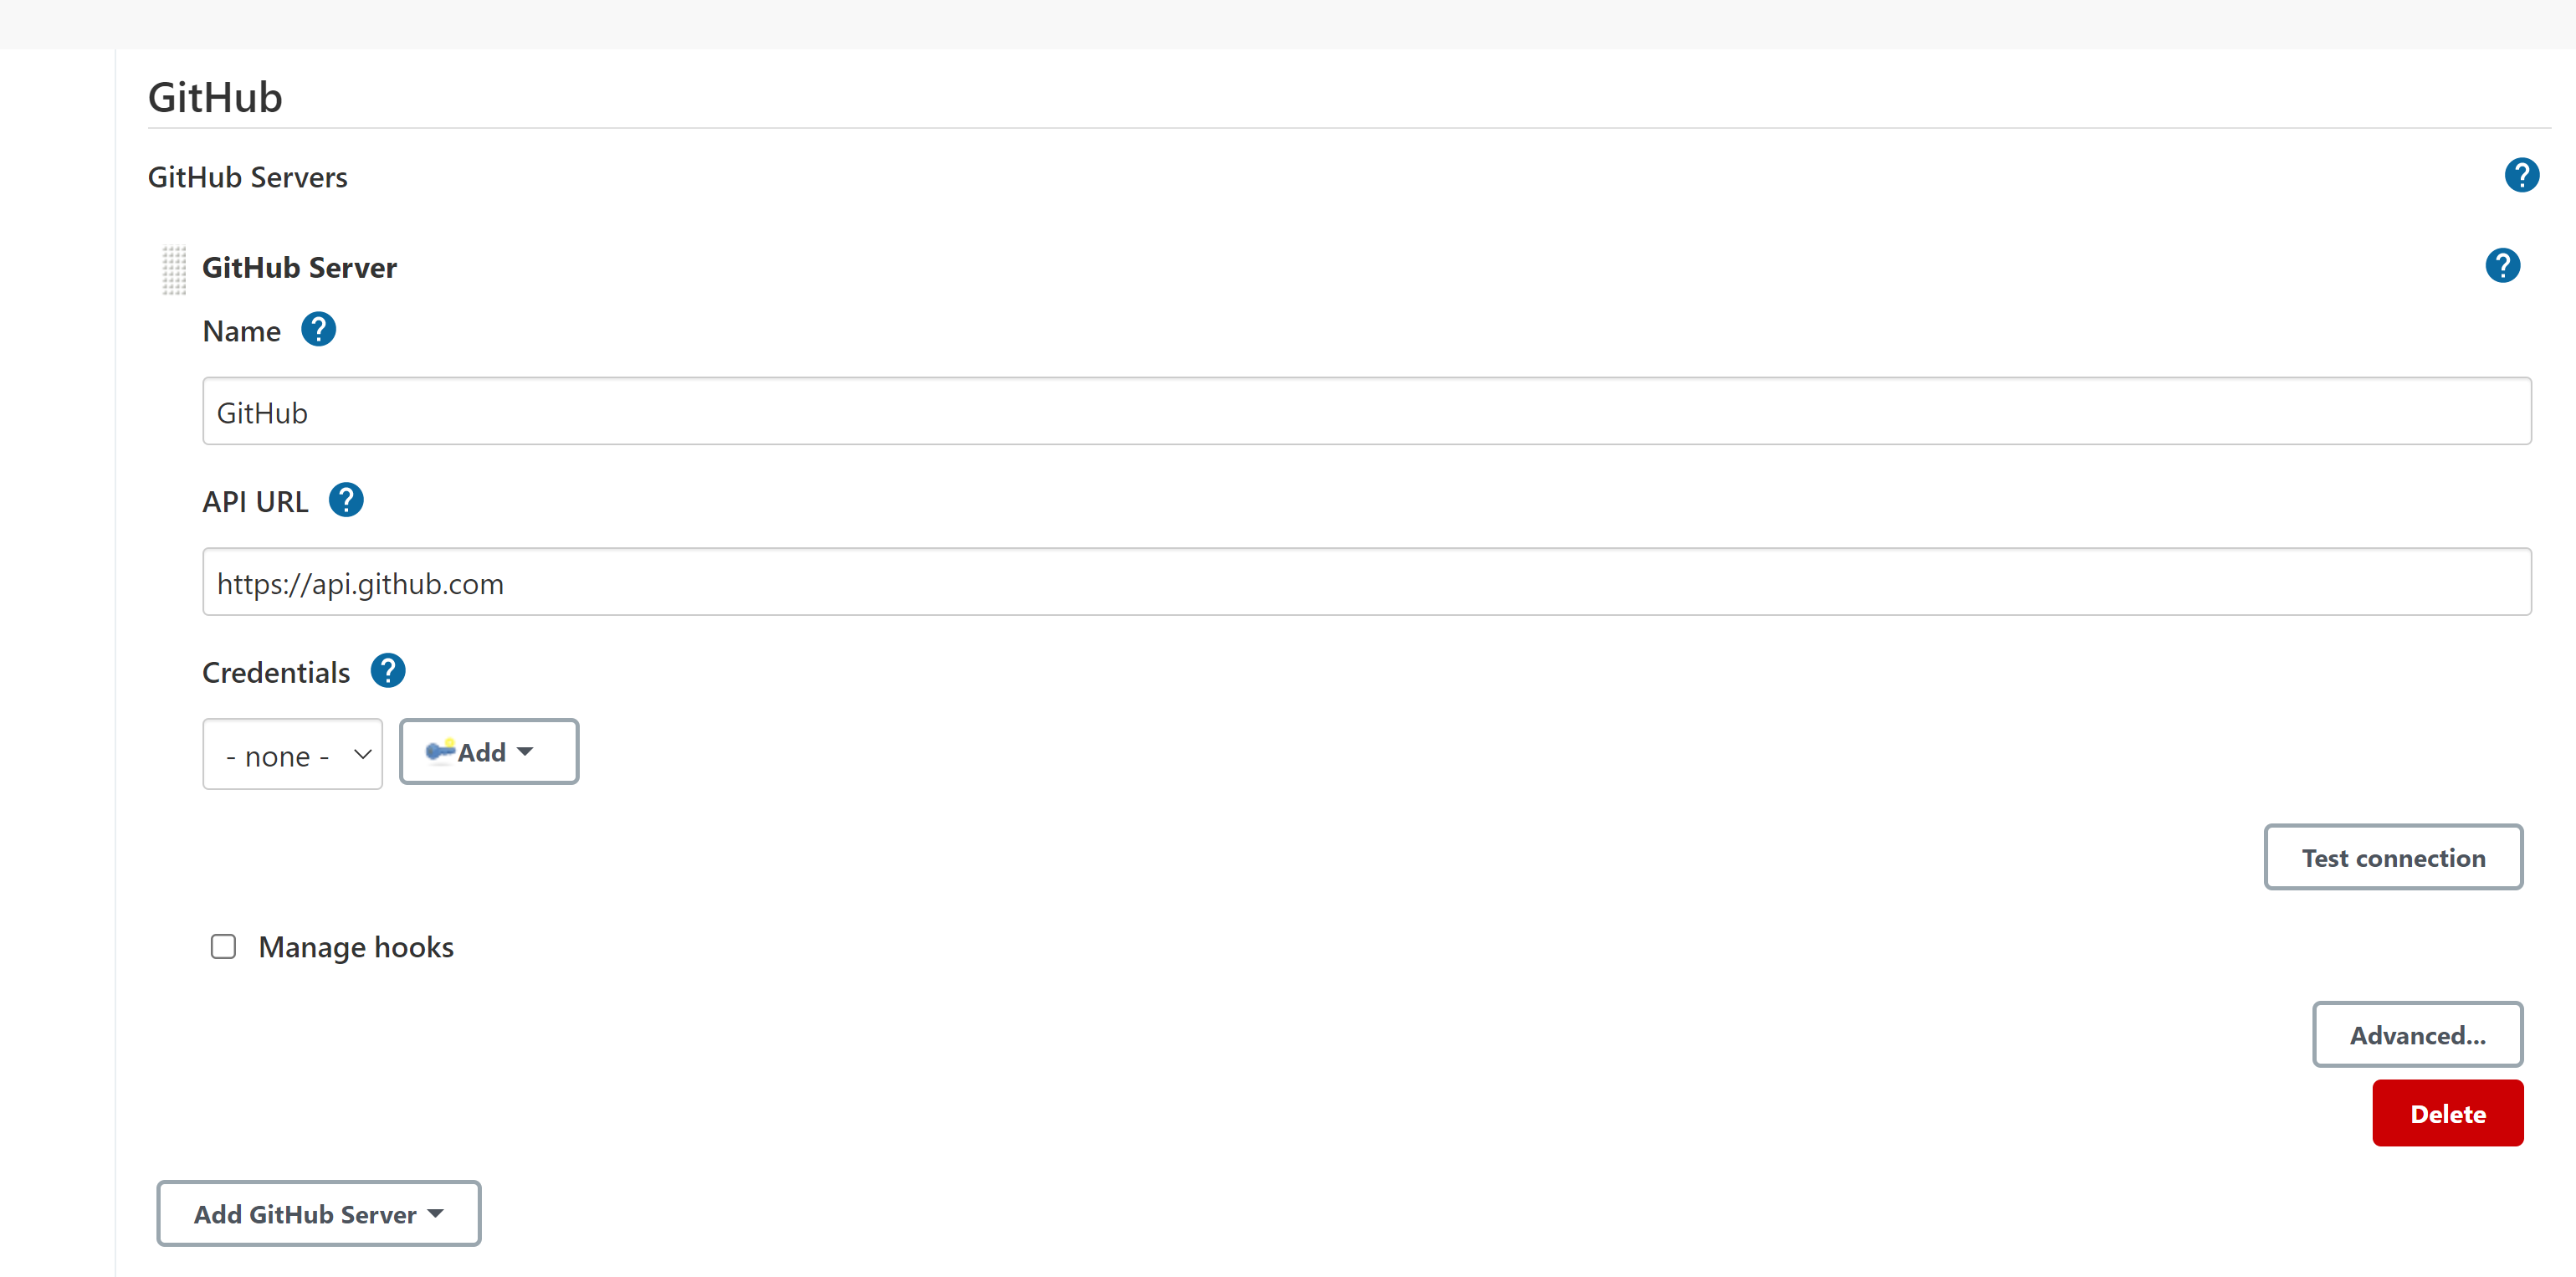 GitHub
GitHub Servers
?
GitHub Server
?
Name ?
GitHub
API URL ?
https://api.github.com
Credentials ?
- none -
Add
Test connection
Manage hooks
Advanced...
Delete
Add GitHub Server